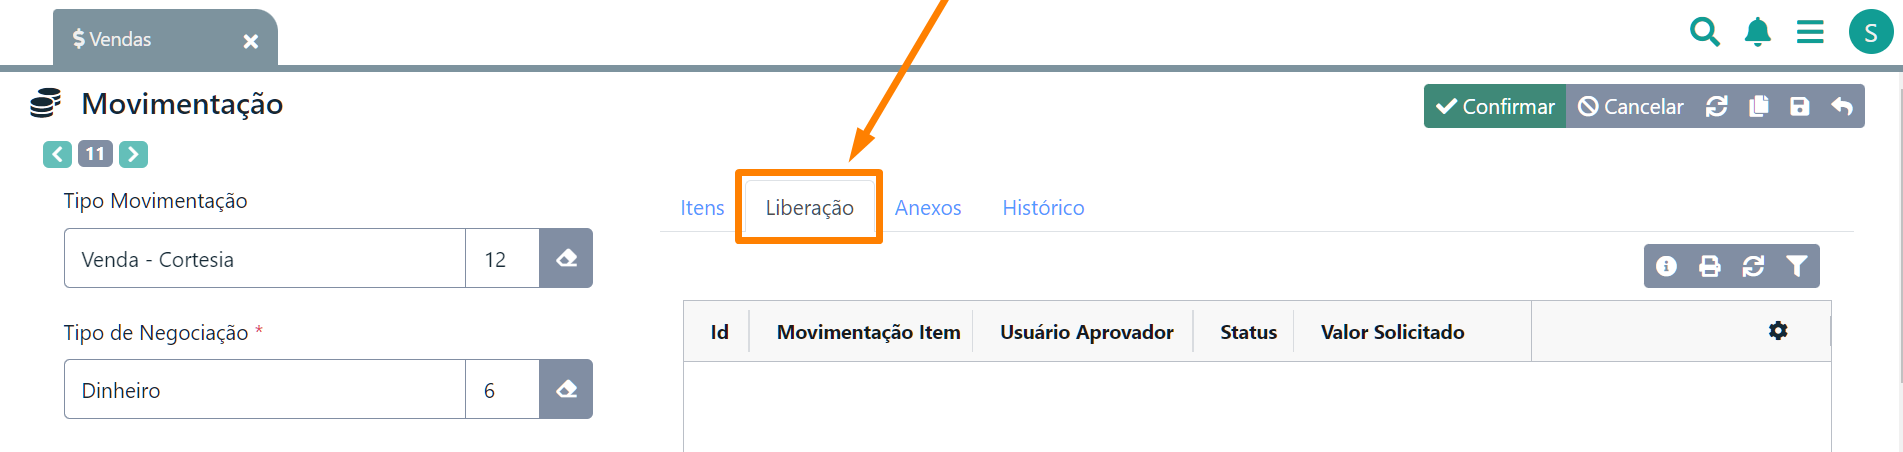 $ Vendas
S
Movimentação
Confirmar Cancelar
11
Tipo Movimentação
Venda - Cortesia 12
Tipo de Negociação *
Dinheiro 6
Itens Liberação Anexos Histórico
Id Movimentação Item Usuário Aprovador Status Valor Solicitado